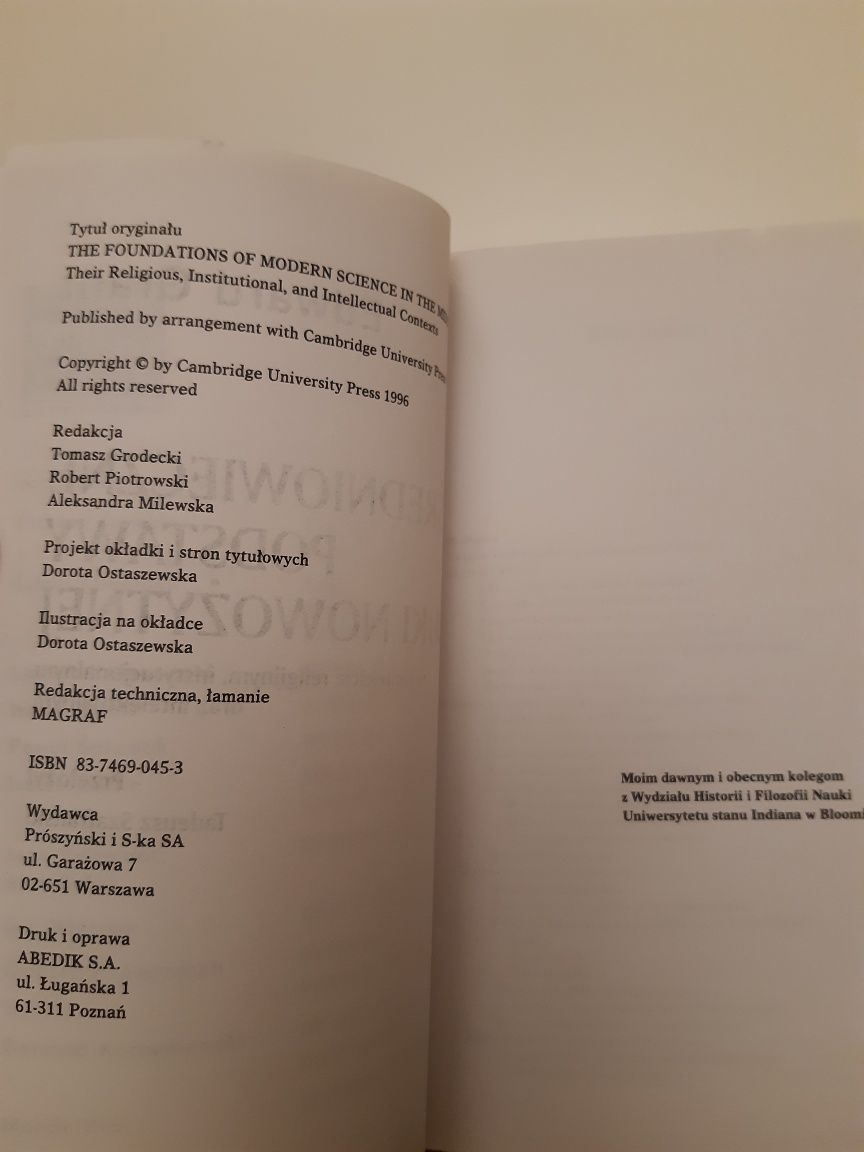 Tytuł oryginału
THE FOUNDATIONS OF MODERN SCIENCE IN THE
Their Religious, Institutional, and Intellectual Contexts
Published by arrangement with Cambridge University Press
Copyright © by Cambridge University Press 1996
All rights reserved
Redakcja
Tomasz Grodecki
Robert Piotrowski
Aleksandra Milewska
Projekt okładki i stron tytułowych
Dorota Ostaszewska
Ilustracja na okładce
Dorota Ostaszewska
Redakcja techniczna, łamanie
MAGRAF
ISBN 83-7469-045-3
Wydawca
Prószyński i S-ka SA
ul. Garażowa 7
02-651 Warszawa
Druk i oprawa
ABEDIK S.A.
ul. Ługańska 1
61-311 Poznań
Moim dawnym i obecnym kolegom
z Wydziału Historii i Filozofii Nauki
Uniwersytetu stanu Indiana w Bloomi